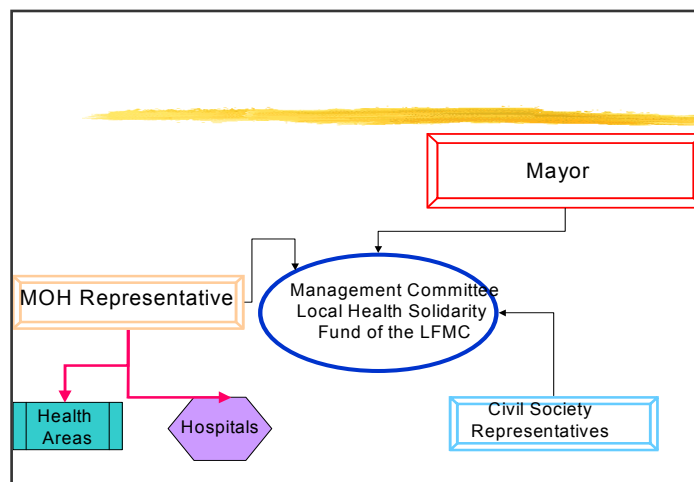 Mayor
MOH Representative
Management Committee
Local Health Solidarity
Fund of the LFMC
Health
Areas
Hospitals
Civil Society
Representatives